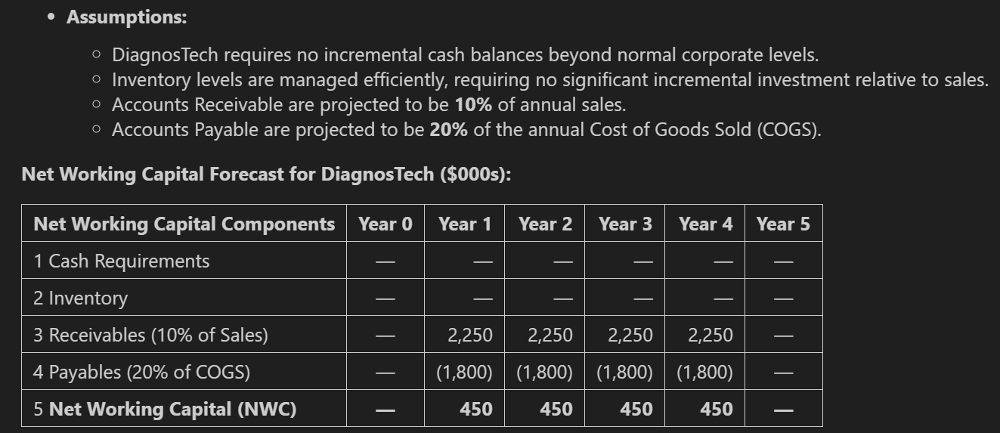 • Assumptions:
○ DiagnosTech requires no incremental cash balances beyond normal corporate levels.
○ Inventory levels are managed efficiently, requiring no significant incremental investment relative to sales.
○ Accounts Receivable are projected to be 10% of annual sales.
○ Accounts Payable are projected to be 20% of the annual Cost of Goods Sold (COGS).
Net Working Capital Forecast for DiagnosTech ($000s):
Net Working Capital Components Year 0 Year 1 Year 2 Year 3 Year 4 Year 5
1 Cash Requirements — — — — — —
2 Inventory — — — — — —
3 Receivables (10% of Sales) — 2,250 2,250 2,250 2,250 —
4 Payables (20% of COGS) — (1,800) (1,800) (1,800) (1,800) —
5 Net Working Capital (NWC) — 450 450 450 450 —